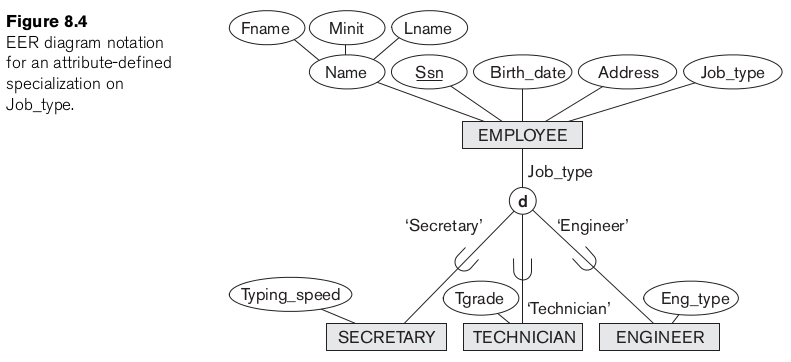 Figure 8.4
EER diagram notation
for an attribute-defined
specialization on
Job_type.
Fname
Minit
Lname
Name
Ssn
Birth_date
Address
Job_type
EMPLOYEE
Job_type
d
‘Secretary’
‘Engineer’
Typing_speed
Tgrade
‘Technician’
Eng_type
SECRETARY
TECHNICIAN
ENGINEER